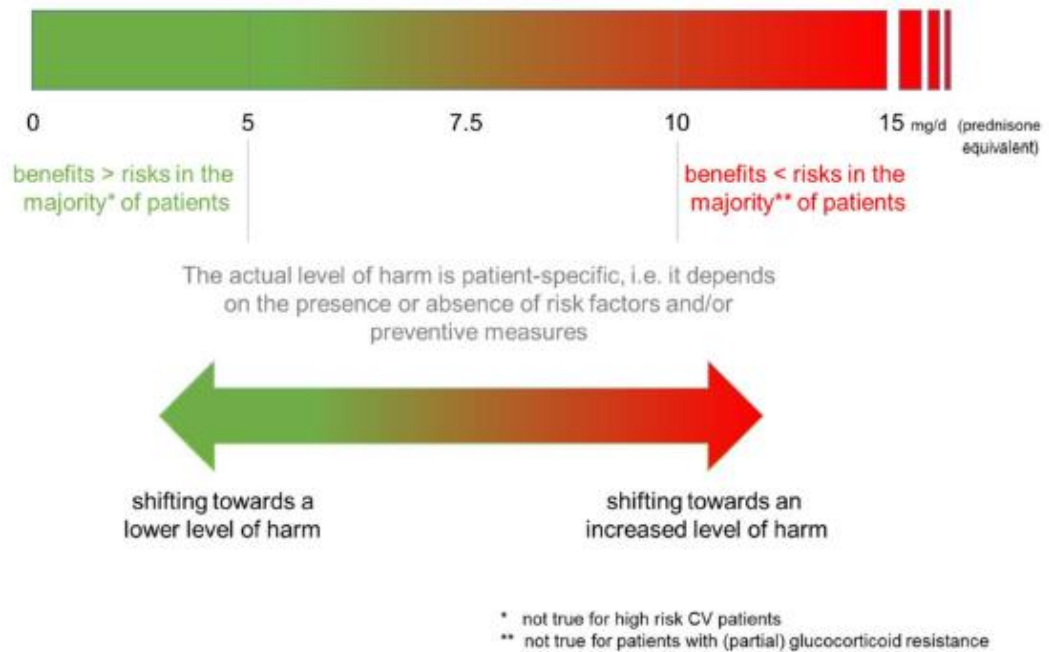 0 5 7.5 10 15 mg/d (prednisone
equivalent)
benefits > risks in the
majority* of patients
benefits < risks in the
majority** of patients
The actual level of harm is patient-specific, i.e. it depends
on the presence or absence of risk factors and/or
preventive measures
shifting towards a
lower level of harm
shifting towards an
increased level of harm
* not true for high risk CV patients
** not true for patients with (partial) glucocorticoid resistance